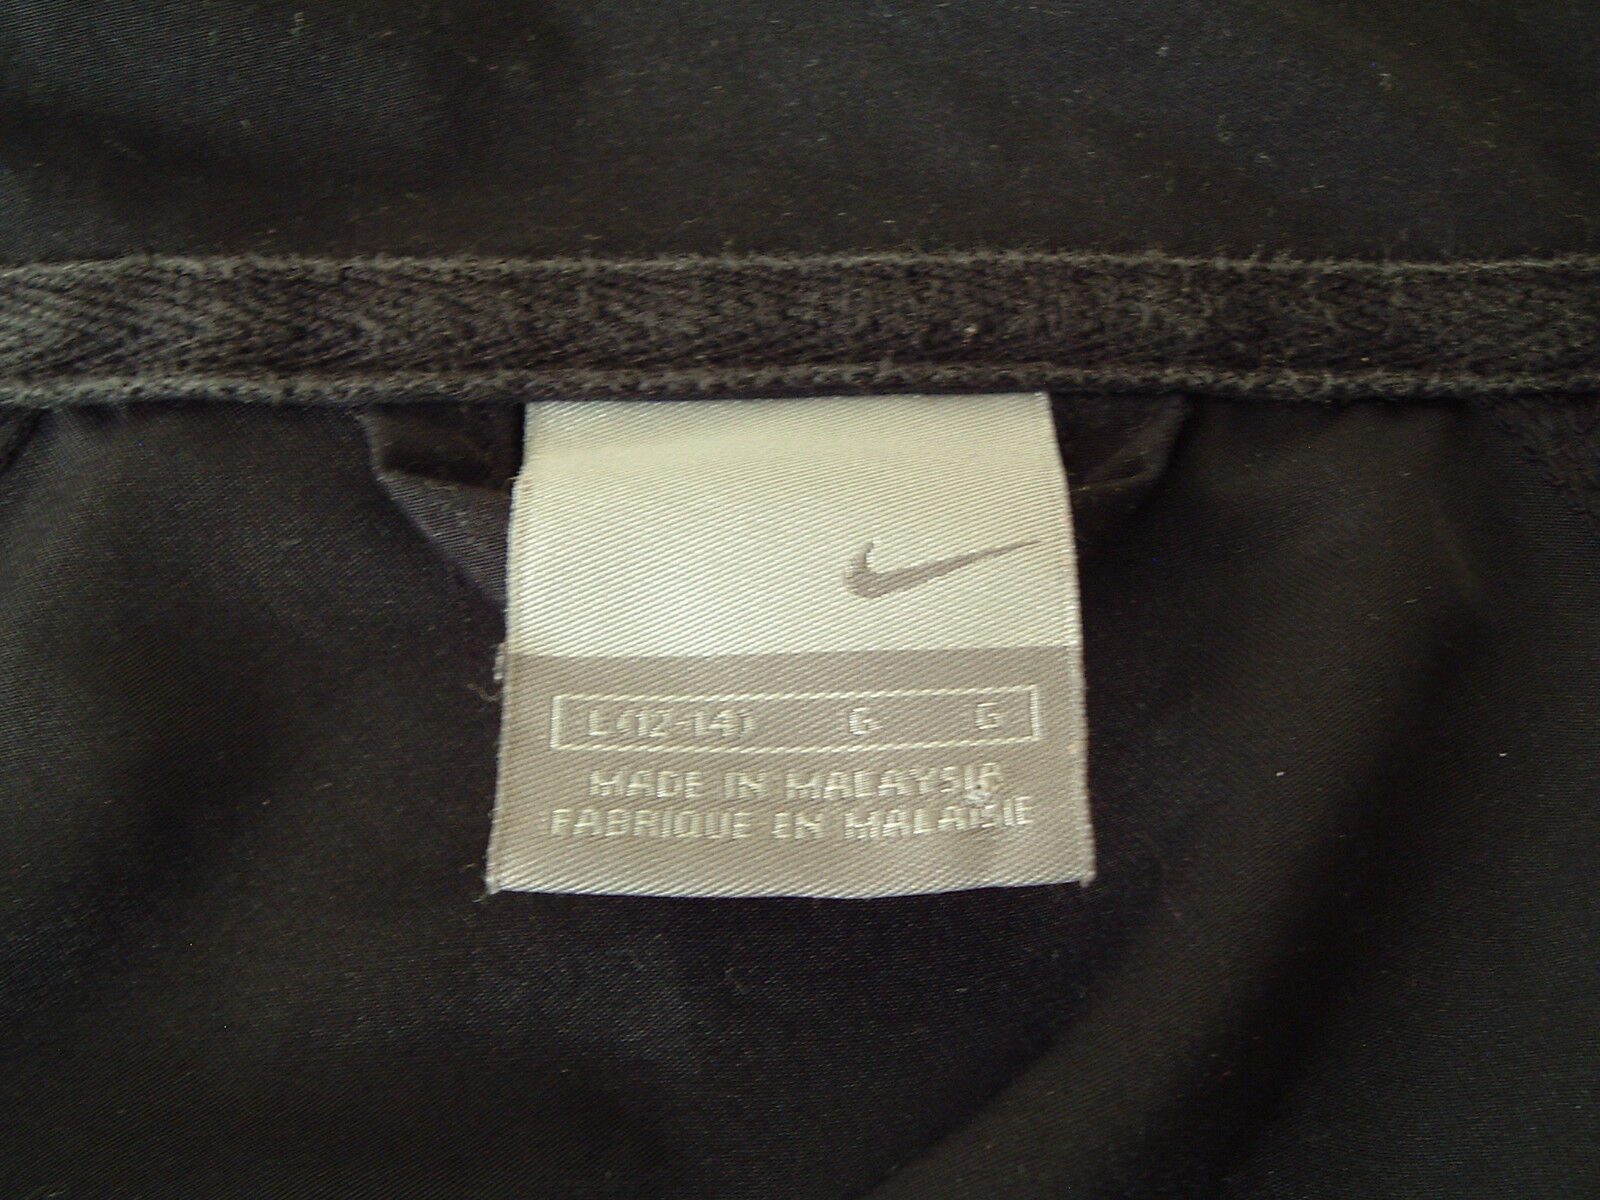 L(12-14) G G
MADE IN MALAYSIA
FABRIQUE EN MALAISIE